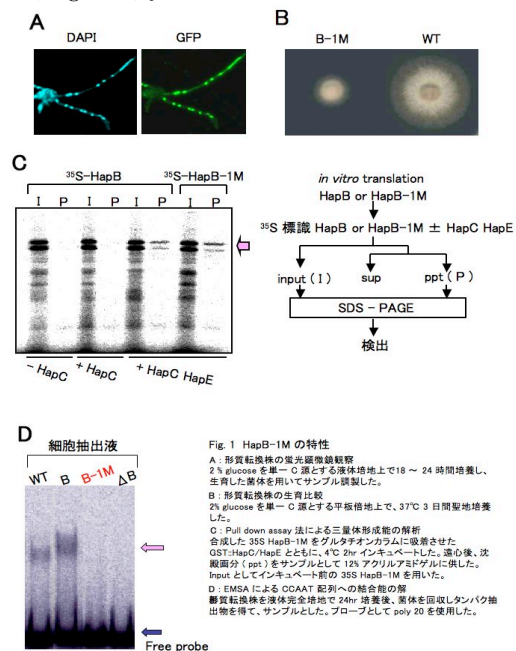 A
DAPI
GFP
B
B-1M
WT
C
³⁵S-HapB
³⁵S-HapB-1M
I P I P I P I P
- HapC
+ HapC
+ HapC HapE
in vitro translation
HapB or HapB-1M
³⁵S 標識 HapB or HapB-1M ± HapC HapE
input ( I )
sup
ppt ( P )
SDS - PAGE
検出
D
細胞抽出液
WT B B-1M ΔB
Free probe
Fig. 1 HapB-1M の特性
A : 形質転換株の蛍光顕微鏡観察
2 % glucose を単一 C 源とする液体培地上で18 ～ 24 時間培養し、
生育した菌体を用いてサンプル調製した。
B : 形質転換株の生育比較
2% glucose を単一 C 源とする平板倍地上で、37℃ 3 日間聖地培養
した。
C : Pull down assay 法による三量体形成能の解析
合成した 35S HapB-1M をグルタチオンカラムに吸着させた
GST::HapC/HapE とともに、4℃ 2hr インキュベートした。遠心後、沈
殿画分 ( ppt ) をサンプルとして 12% アクリルアミドゲルに供した。
Input としてインキュベート前の 35S HapB-1M を用いた。
D : EMSA による CCAAT 配列への結合能の解
形質転換株を液体完全培地で 24hr 培養後、菌体を回収しタンパク抽
出物を得て、サンプルとした。プローブとして poly 20 を使用した。